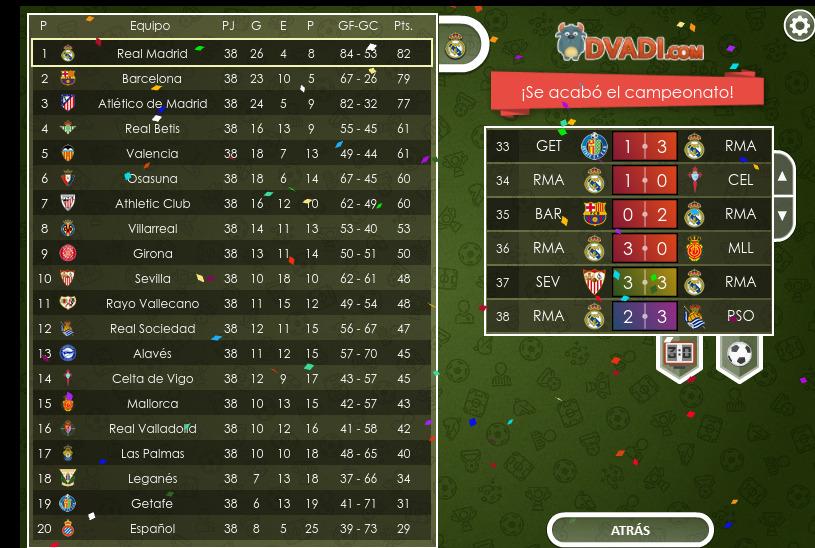 P Equipo PJ G E P GF-GC Pts.
1 Real Madrid 38 26 4 8 84 - 53 82
2 Barcelona 38 23 10 5 67 - 26 79
3 Atlético de Madrid 38 24 5 9 82 - 32 77
4 Real Betis 38 16 13 9 55 - 45 61
5 Valencia 38 18 7 13 49 - 44 61
6 Osasuna 38 18 6 14 67 - 45 60
7 Athletic Club 38 16 12 10 62 - 49 60
8 Villarreal 38 14 11 13 53 - 40 53
9 Girona 38 13 11 14 50 - 51 50
10 Sevilla 38 10 18 10 62 - 61 48
11 Rayo Vallecano 38 11 15 12 49 - 54 48
12 Real Sociedad 38 12 11 15 56 - 67 47
13 Alavés 38 11 12 15 57 - 70 45
14 Celta de Vigo 38 12 9 17 43 - 57 45
15 Mallorca 38 10 13 15 42 - 57 43
16 Real Valladolid 38 10 12 16 41 - 58 42
17 Las Palmas 38 10 10 18 48 - 65 40
18 Leganés 38 7 13 18 37 - 66 34
19 Getafe 38 6 13 19 41 - 71 31
20 Español 38 8 5 25 39 - 73 29
DVADI.COM
¡Se acabó el campeonato!
33 GET 1 3 RMA
34 RMA 1 0 CEL
35 BAR 0 2 RMA
36 RMA 3 0 MLL
37 SEV 3 3 RMA
38 RMA 2 3 PSO
3:0
ATRÁS